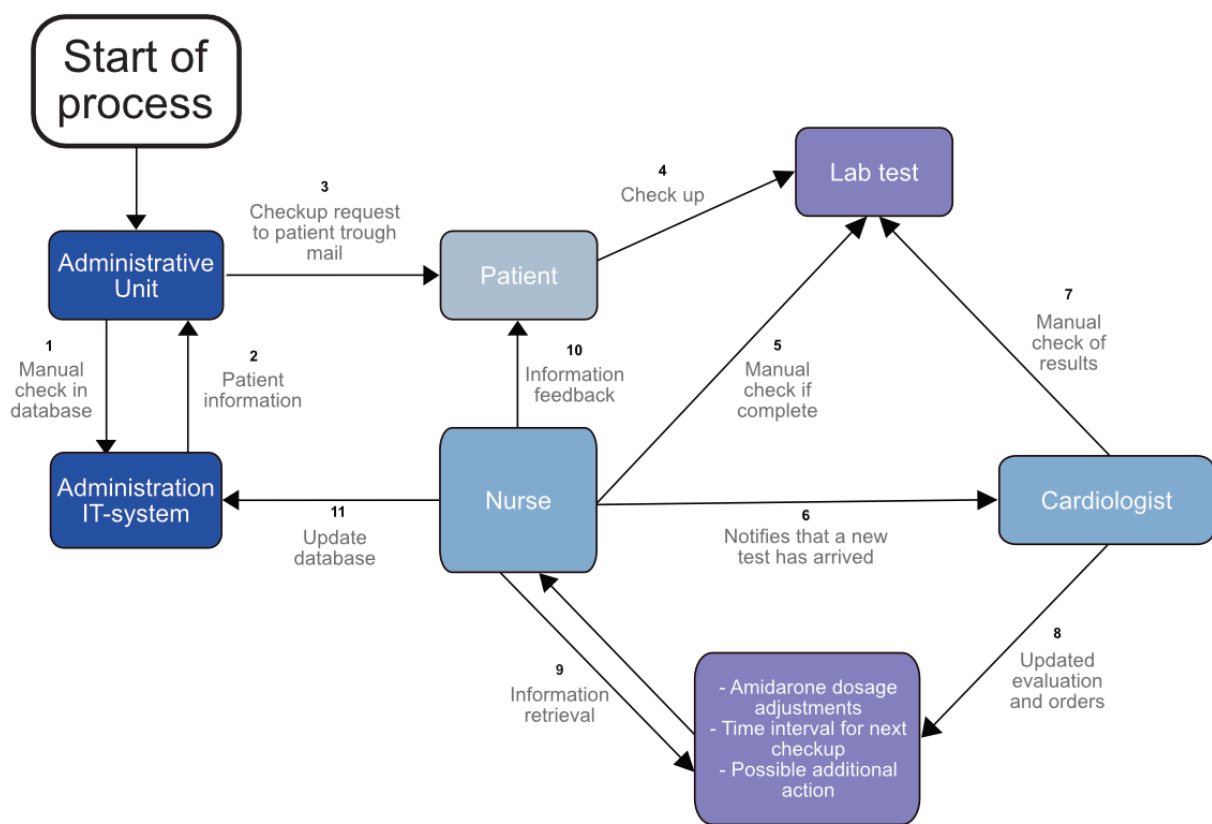 Start of
process
3
Checkup request
to patient trough
mail
4
Check up
Lab test
Administrative
Unit
Patient
1
Manual
check in
database
2
Patient
information
10
Information
feedback
5
Manual
check if
complete
7
Manual
check of
results
Administration
IT-system
11
Update
database
Nurse
6
Notifies that a new
test has arrived
Cardiologist
9
Information
retrieval
- Amidarone dosage
adjustments
- Time interval for next
checkup
- Possible additional
action
8
Updated
evaluation
and orders